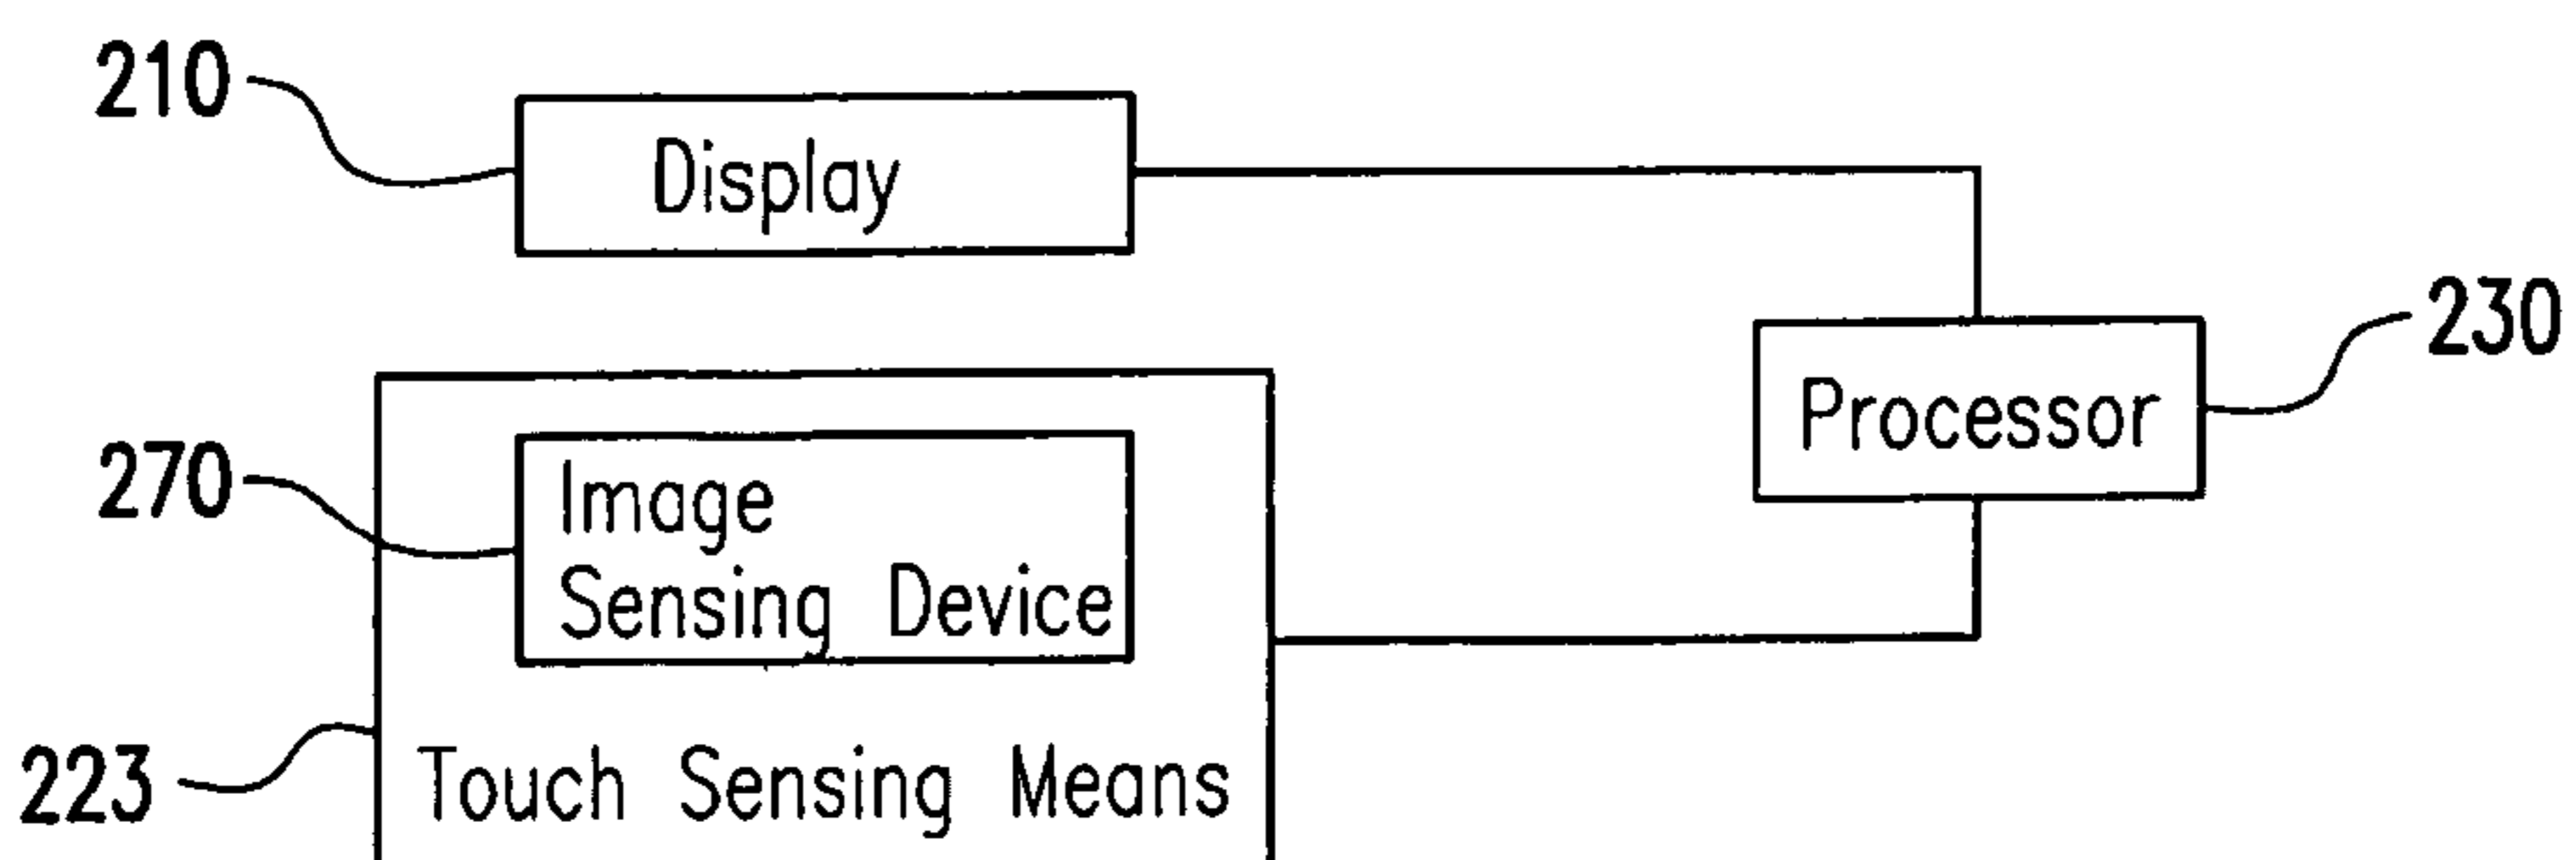 210
Display
230
Processor
270
Image
Sensing Device
223
Touch Sensing Means